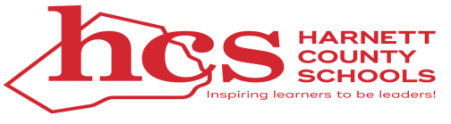 hcs
HARNETT
COUNTY
SCHOOLS
Inspiring learners to be leaders!